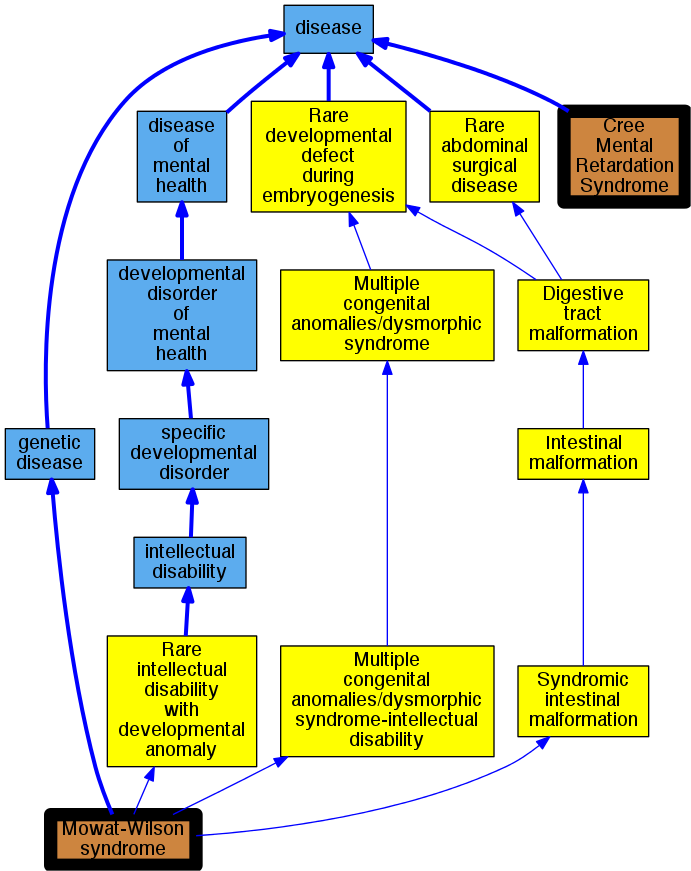 disease
disease
of
mental
health
Rare
developmental
defect
during
embryogenesis
Rare
abdominal
surgical
disease
Cree
Mental
Retardation
Syndrome
developmental
disorder
of
mental
health
Multiple
congenital
anomalies/dysmorphic
syndrome
Digestive
tract
malformation
genetic
disease
specific
developmental
disorder
Intestinal
malformation
intellectual
disability
Rare
intellectual
disability
with
developmental
anomaly
Multiple
congenital
anomalies/dysmorphic
syndrome-intellectual
disability
Syndromic
intestinal
malformation
Mowat-Wilson
syndrome